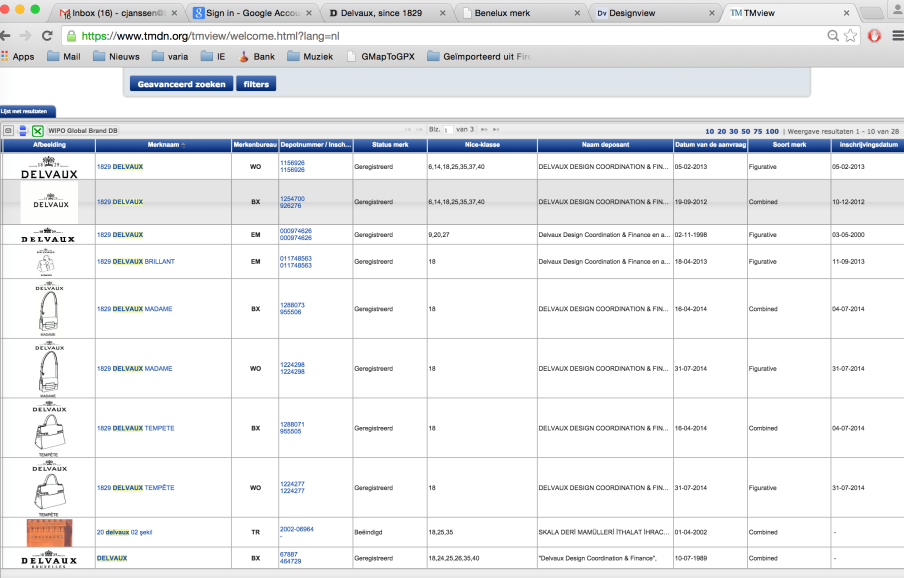 Inbox (16) - cjanssen@
Sign in - Google Accou
Delvaux, since 1829
Benelux merk
Dv Designview
TM TMview
https://www.tmdn.org/tmview/welcome.html?lang=nl
Apps Mail Nieuws varia IE Bank Muziek GMapToGPX Geïmporteerd uit Fire
Geavanceerd zoeken filters
Lijst met resultaten
WIPO Global Brand DB Blz. 1 van 3 10 20 30 50 75 100 | Weergave resultaten 1 - 10 van 28
Afbeelding Merknaam Merkenbureau Depotnummer / Insch... Status merk Nice-klasse Naam deposant Datum van de aanvraag Soort merk Inschrijvingsdatum
DELVAUX
1829 DELVAUX WO 1156926 Geregistreerd 6,14,18,25,35,37,40 DELVAUX DESIGN COORDINATION & FIN... 05-02-2013 Figurative 05-02-2013
1156926
DELVAUX
1829 DELVAUX BX 1254700 Geregistreerd 6,14,18,25,35,37,40 DELVAUX DESIGN COORDINATION & FIN... 19-09-2012 Combined 10-12-2012
926276
DELVAUX
1829 DELVAUX EM 000974626 Geregistreerd 9,20,27 Delvaux Design Coordination & Finance en a... 02-11-1998 Figurative 03-05-2000
000974626
1829 DELVAUX BRILLANT EM 011748563 Geregistreerd 18 Delvaux Design Coordination & Finance en a... 18-04-2013 Figurative 11-09-2013
011748563
DELVAUX
MADAME
1829 DELVAUX MADAME BX 1288073 Geregistreerd 18 DELVAUX DESIGN COORDINATION & FIN... 16-04-2014 Combined 04-07-2014
955506
DELVAUX
MADAME
1829 DELVAUX MADAME WO 1224298 Geregistreerd 18 DELVAUX DESIGN COORDINATION & FIN... 31-07-2014 Figurative 31-07-2014
1224298
DELVAUX
TEMPÊTE
1829 DELVAUX TEMPETE BX 1288071 Geregistreerd 18 DELVAUX DESIGN COORDINATION & FIN... 16-04-2014 Combined 04-07-2014
955505
DELVAUX
TEMPÊTE
1829 DELVAUX TEMPÊTE WO 1224277 Geregistreerd 18 DELVAUX DESIGN COORDINATION & FIN... 31-07-2014 Figurative 31-07-2014
1224277
20 delvaux 02 şekil TR 2002-06964 Beëindigd 18,25,35 SKALA DERİ MAMÜLLERİ İTHALAT İHRAC... 01-04-2002 Combined -
-
DELVAUX
BRUXELLES
DELVAUX BX 67887 Geregistreerd 18,24,25,26,35,40 "Delvaux Design Coordination & Finance", 10-07-1989 Combined -
464729